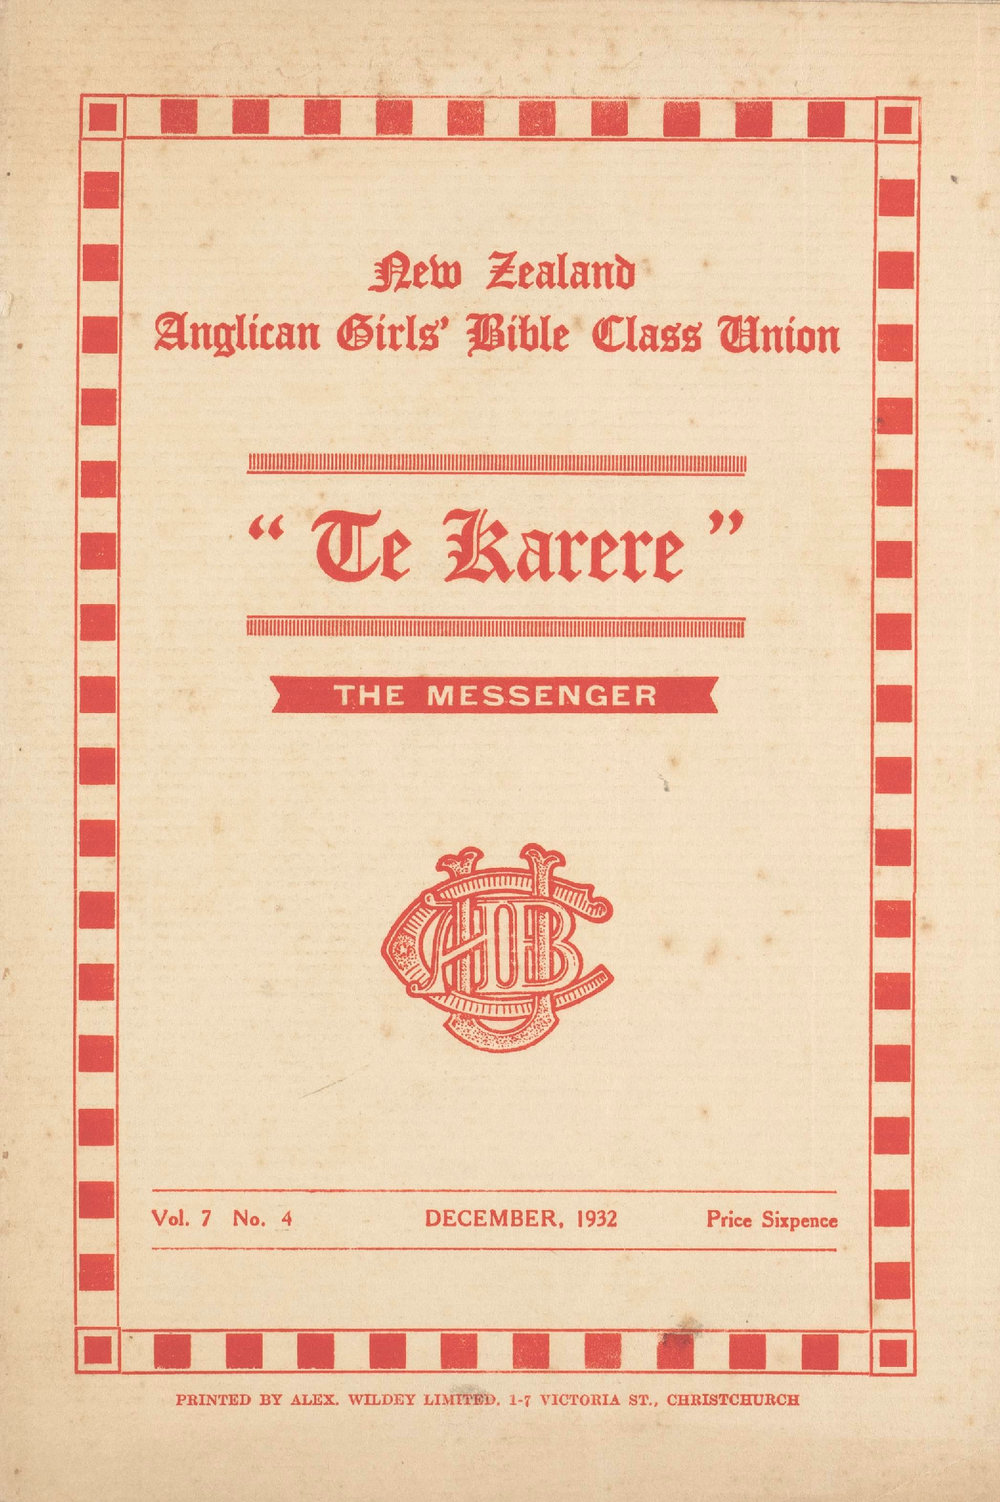 New Zealand
Anglican Girls' Bible Class Union
“ Te Karere ”
THE MESSENGER
Vol. 7 No. 4 DECEMBER, 1932 Price Sixpence
PRINTED BY ALEX. WILDEY LIMITED, 1-7 VICTORIA ST., CHRISTCHURCH